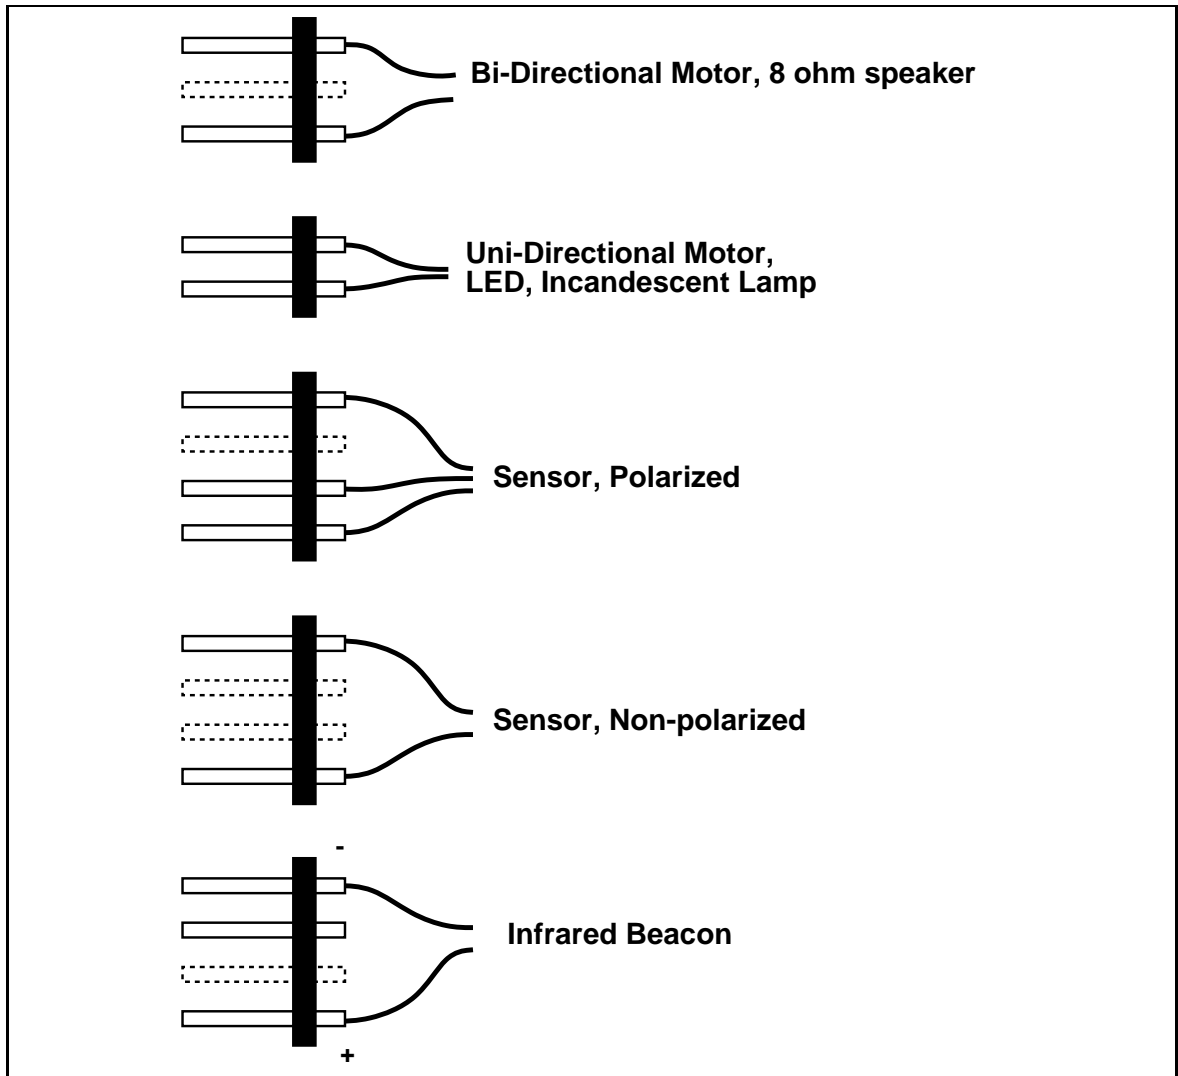 Bi-Directional Motor, 8 ohm speaker
Uni-Directional Motor,
LED, Incandescent Lamp
Sensor, Polarized
Sensor, Non-polarized
-
Infrared Beacon
+